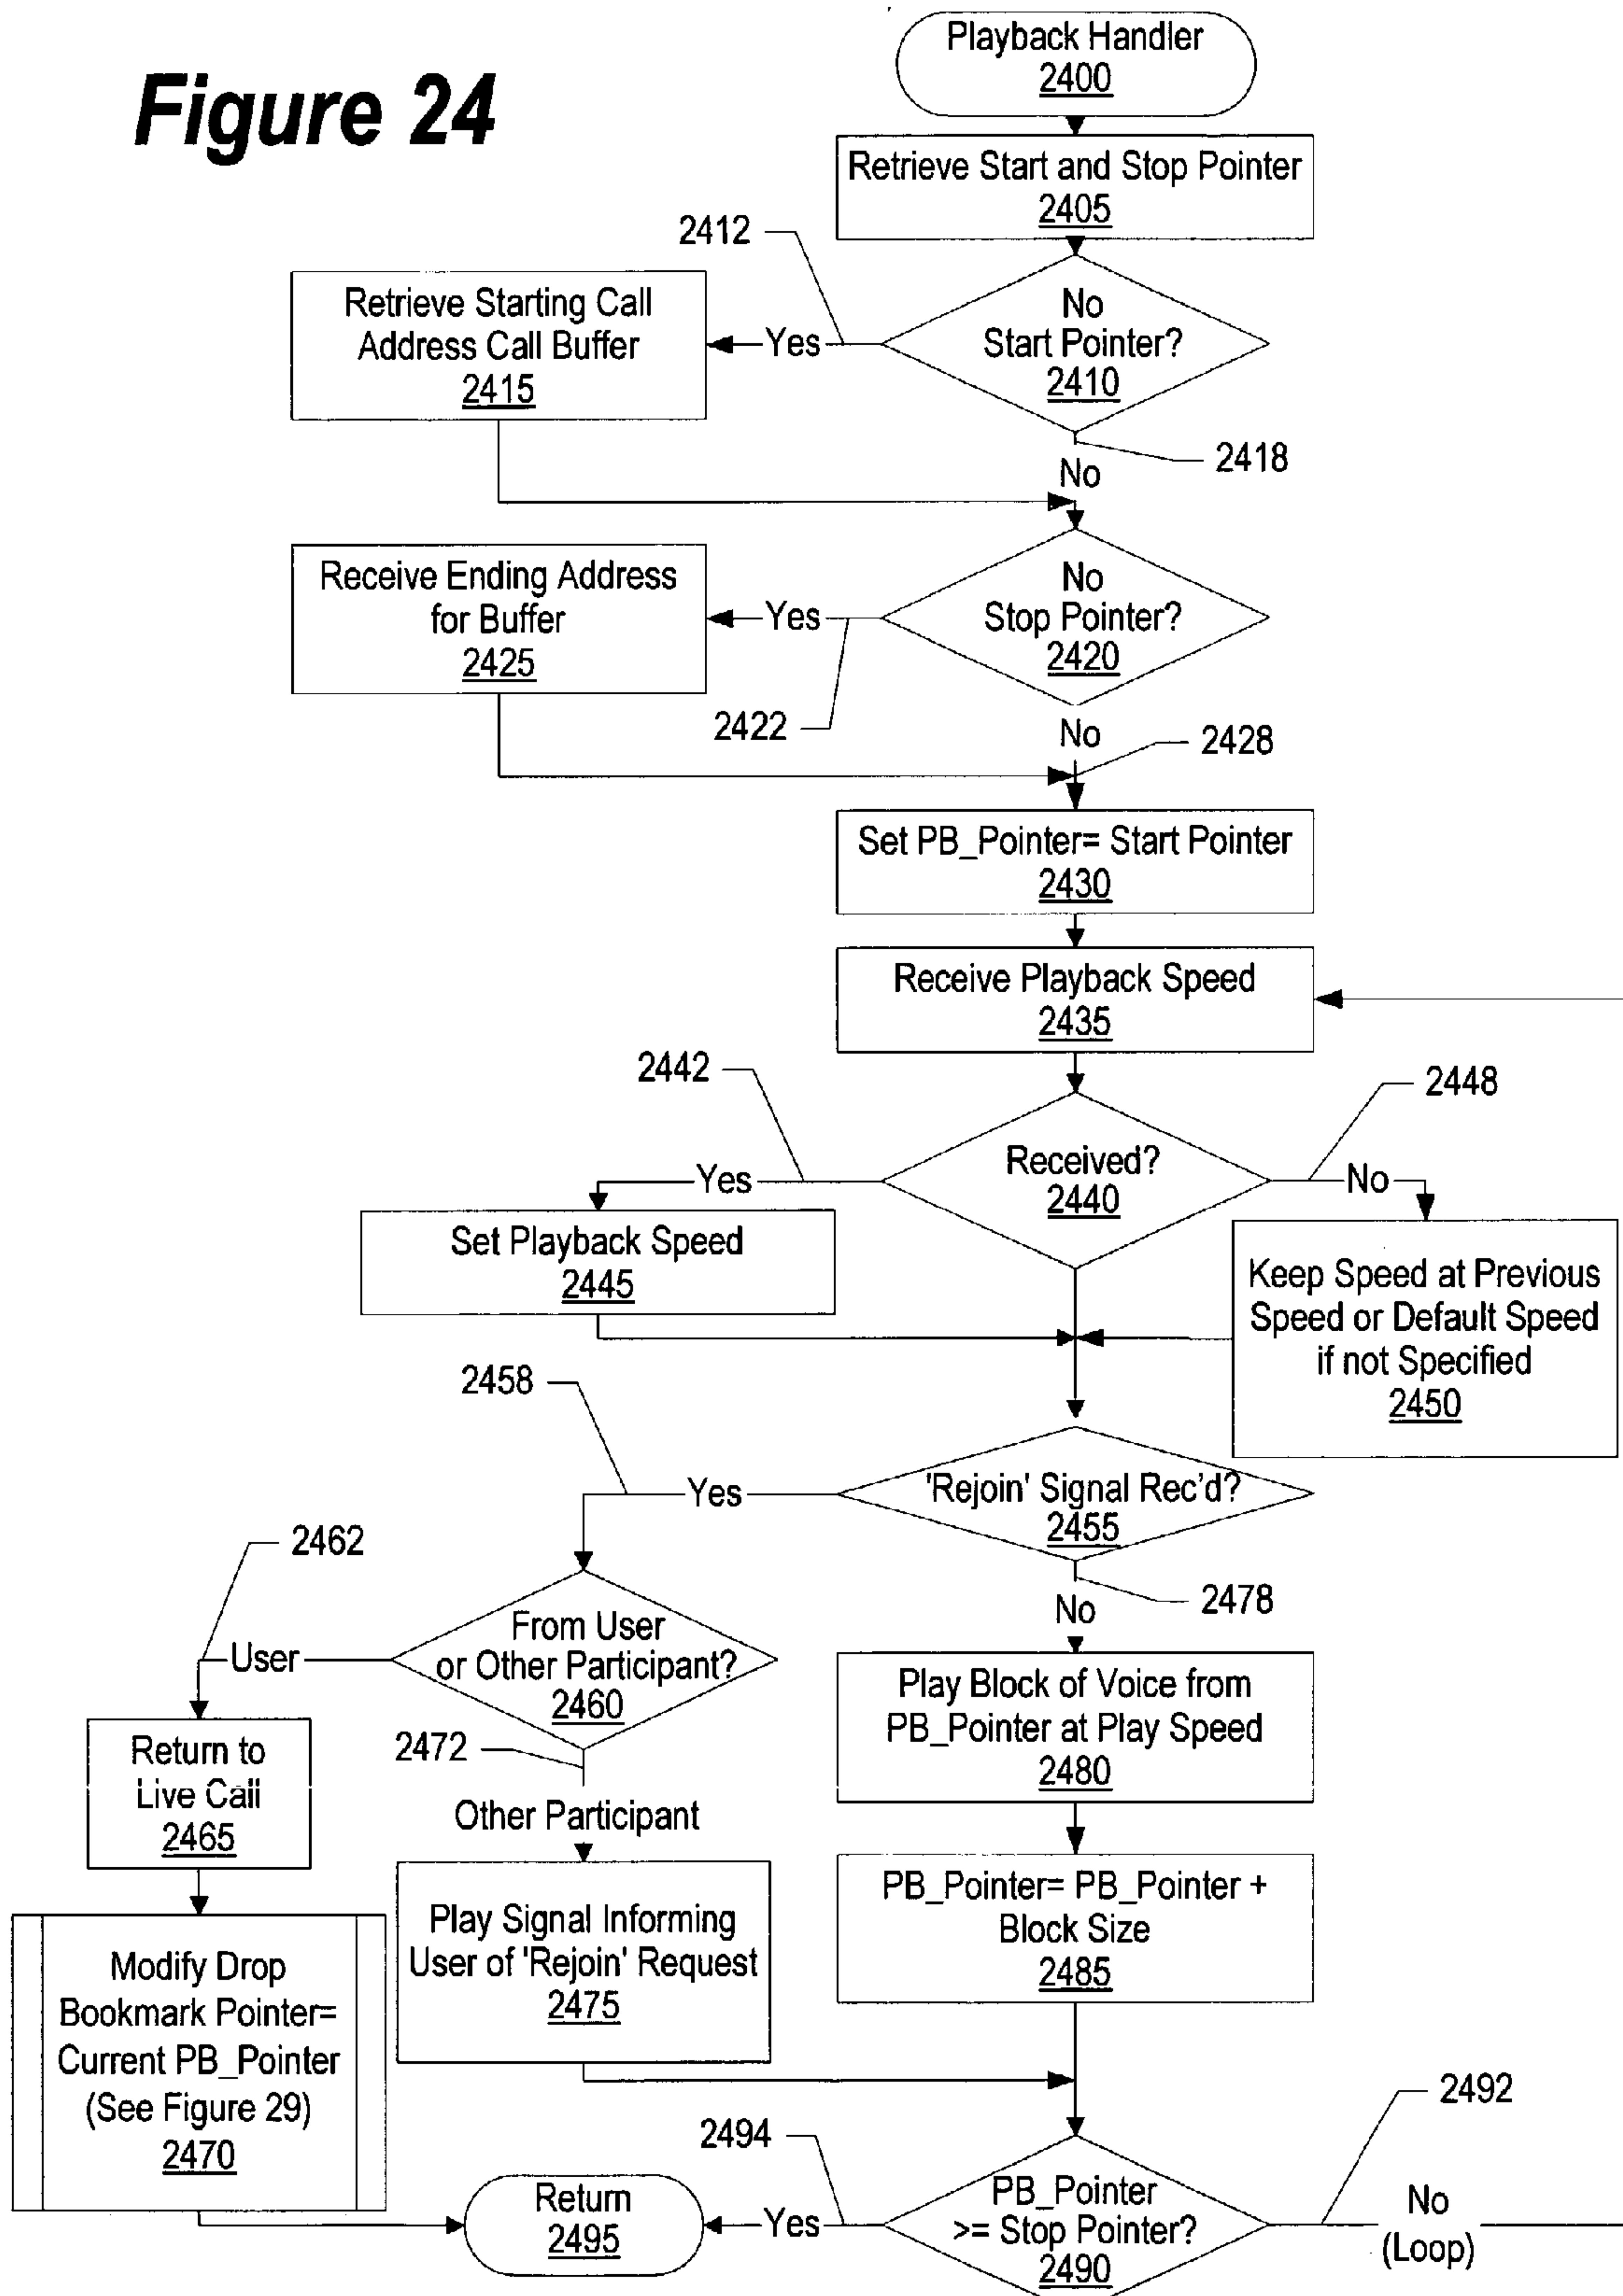 Figure 24
Playback Handler
2400
Retrieve Start and Stop Pointer
2405
2412
Retrieve Starting Call
Address Call Buffer
2415
Yes
No
Start Pointer?
2410
2418
No
Receive Ending Address
for Buffer
2425
Yes
No
Stop Pointer?
2420
2422
No
2428
Set PB_Pointer= Start Pointer
2430
Receive Playback Speed
2435
2442
2448
Received?
2440
Yes
No
Set Playback Speed
2445
Keep Speed at Previous
Speed or Default Speed
if not Specified
2450
2458
Yes
'Rejoin' Signal Rec'd?
2455
2462
2478
No
User
From User
or Other Participant?
2460
2472
Play Block of Voice from
PB_Pointer at Play Speed
2480
Return to
Live Call
2465
Other Participant
PB_Pointer= PB_Pointer +
Block Size
2485
Play Signal Informing
User of 'Rejoin' Request
2475
Modify Drop
Bookmark Pointer=
Current PB_Pointer
(See Figure 29)
2470
2494
2492
Return
2495
Yes
PB_Pointer
>= Stop Pointer?
2490
No
(Loop)